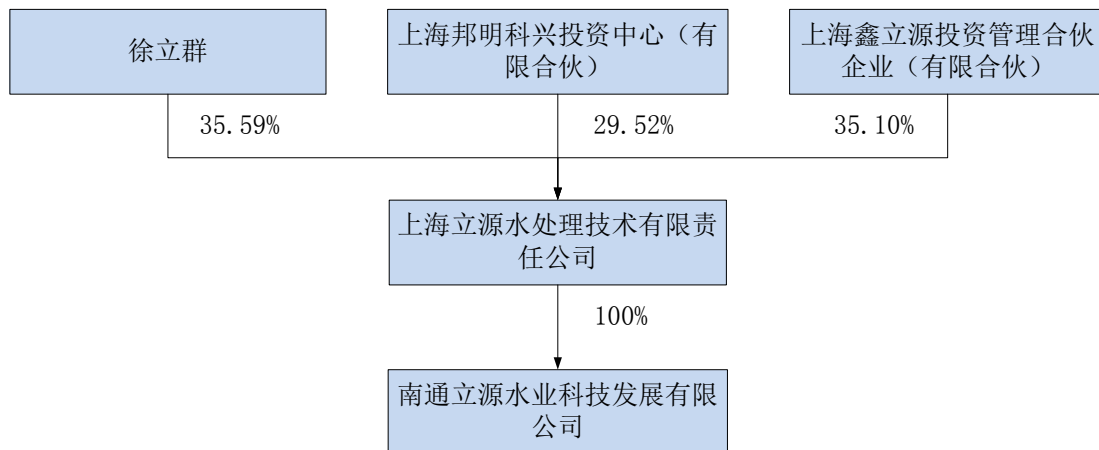 徐立群
上海邦明科兴投资中心（有
限合伙）
上海鑫立源投资管理合伙
企业（有限合伙）
35.59%
29.52%
35.10%
上海立源水处理技术有限责
任公司
100%
南通立源水业科技发展有限
公司